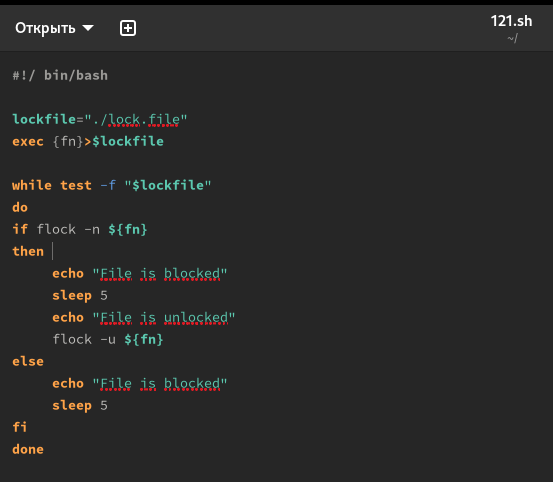 Открыть
121.sh
~/
#!/ bin/bash
lockfile="./lock.file"
exec {fn}>$lockfile
while test -f "$lockfile"
do
if flock -n ${fn}
then
echo "File is blocked"
sleep 5
echo "File is unlocked"
flock -u ${fn}
else
echo "File is blocked"
sleep 5
fi
done